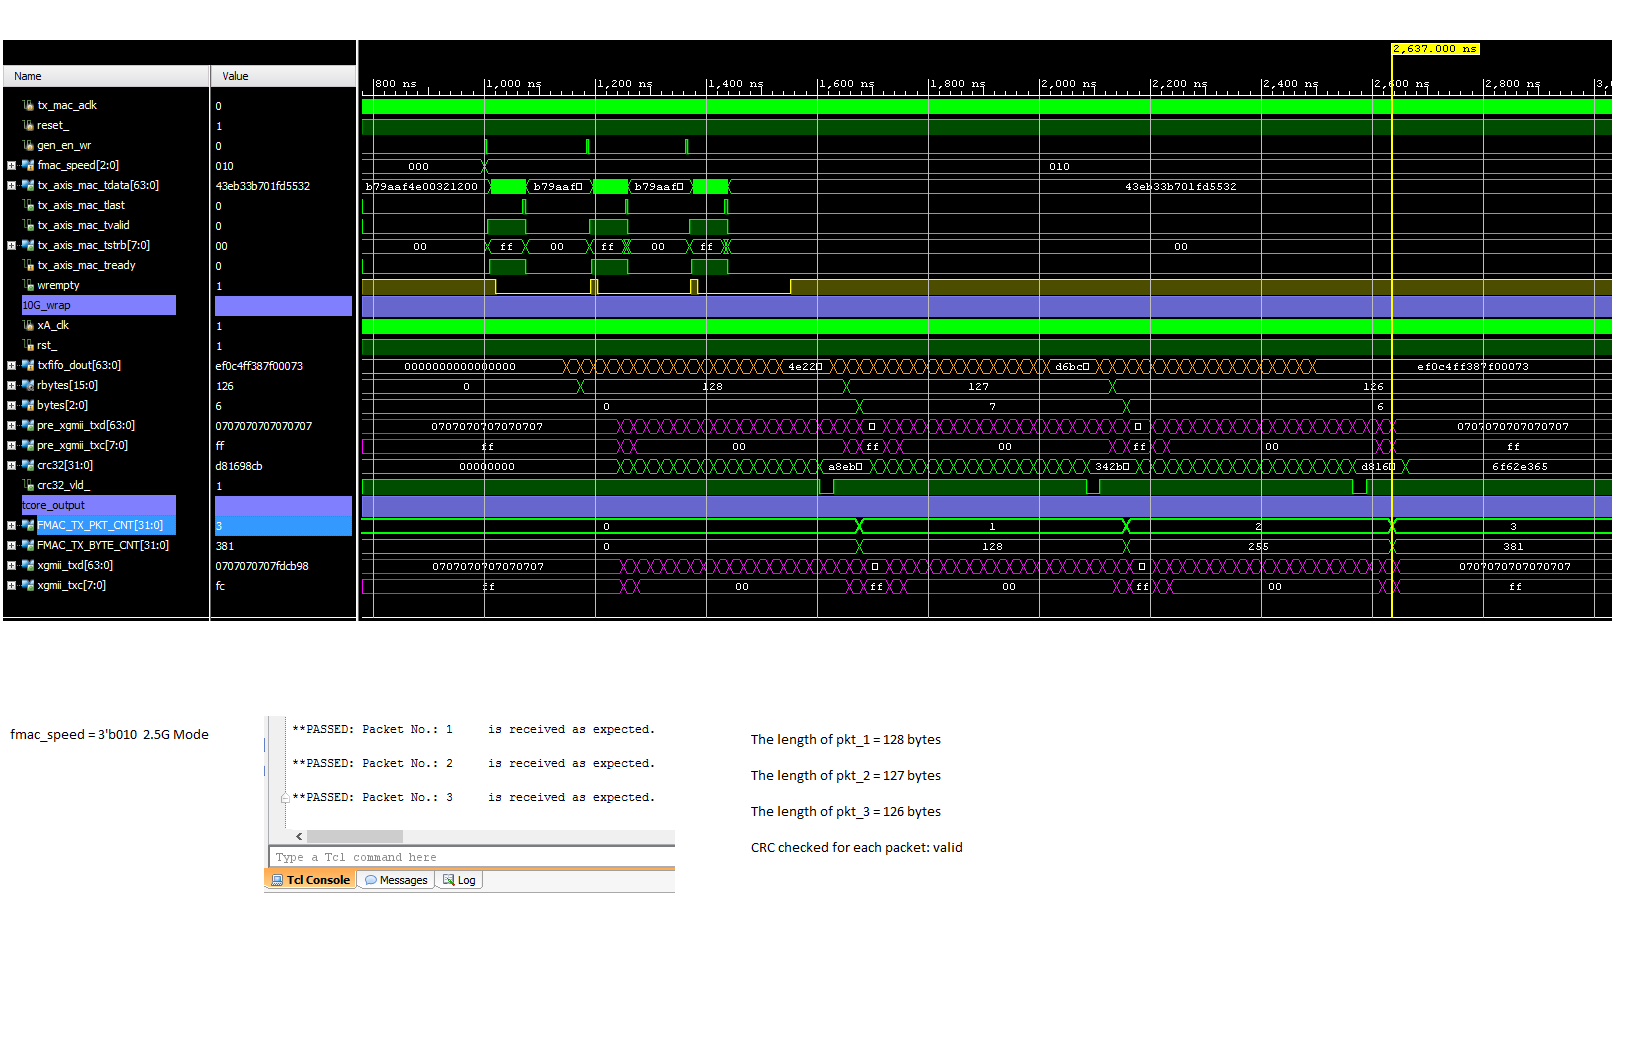 2,637.000 ns
Name Value
800 ns 1,000 ns 1,200 ns 1,400 ns 1,600 ns 1,800 ns 2,000 ns 2,200 ns 2,400 ns 2,600 ns 2,800 ns 3,0
tx_mac_aclk 0
reset_ 1
gen_en_wr 0
fmac_speed[2:0] 010 000 010
tx_axis_mac_tdata[63:0] 43eb33b701fd5532 b79aaf4e00321200 b79aaf b79aaf 43eb33b701fd5532
tx_axis_mac_tlast 0
tx_axis_mac_tvalid 0
tx_axis_mac_tstrb[7:0] 00 00 ff 00 ff 00 ff 00
tx_axis_mac_tready 0
wrempty 1
10G_wrap
xA_clk 1
rst_ 1
txfifo_dout[63:0] ef0c4ff387f00073 0000000000000000 4e22 d6bc ef0c4ff387f00073
rbytes[15:0] 126 0 128 127 126
bytes[2:0] 6 0 7 6
pre_xgmii_txd[63:0] 0707070707070707 0707070707070707 0707070707070707
pre_xgmii_txc[7:0] ff ff 00 ff 00 ff 00 ff
crc32[31:0] d81698cb 00000000 a8eb 342b d816 6f62e365
crc32_vld_ 1
tcore_output
FMAC_TX_PKT_CNT[31:0] 3 0 1 2 3
FMAC_TX_BYTE_CNT[31:0] 381 0 128 255 381
xgmii_txd[63:0] 0707070707fdcb98 0707070707070707 0707070707070707
xgmii_txc[7:0] fc ff 00 ff 00 ff 00 ff
fmac_speed = 3'b010 2.5G Mode
**PASSED: Packet No.: 1 is received as expected.
**PASSED: Packet No.: 2 is received as expected.
**PASSED: Packet No.: 3 is received as expected.
Type a Tcl command here
Tcl Console Messages Log
The length of pkt_1 = 128 bytes
The length of pkt_2 = 127 bytes
The length of pkt_3 = 126 bytes
CRC checked for each packet: valid